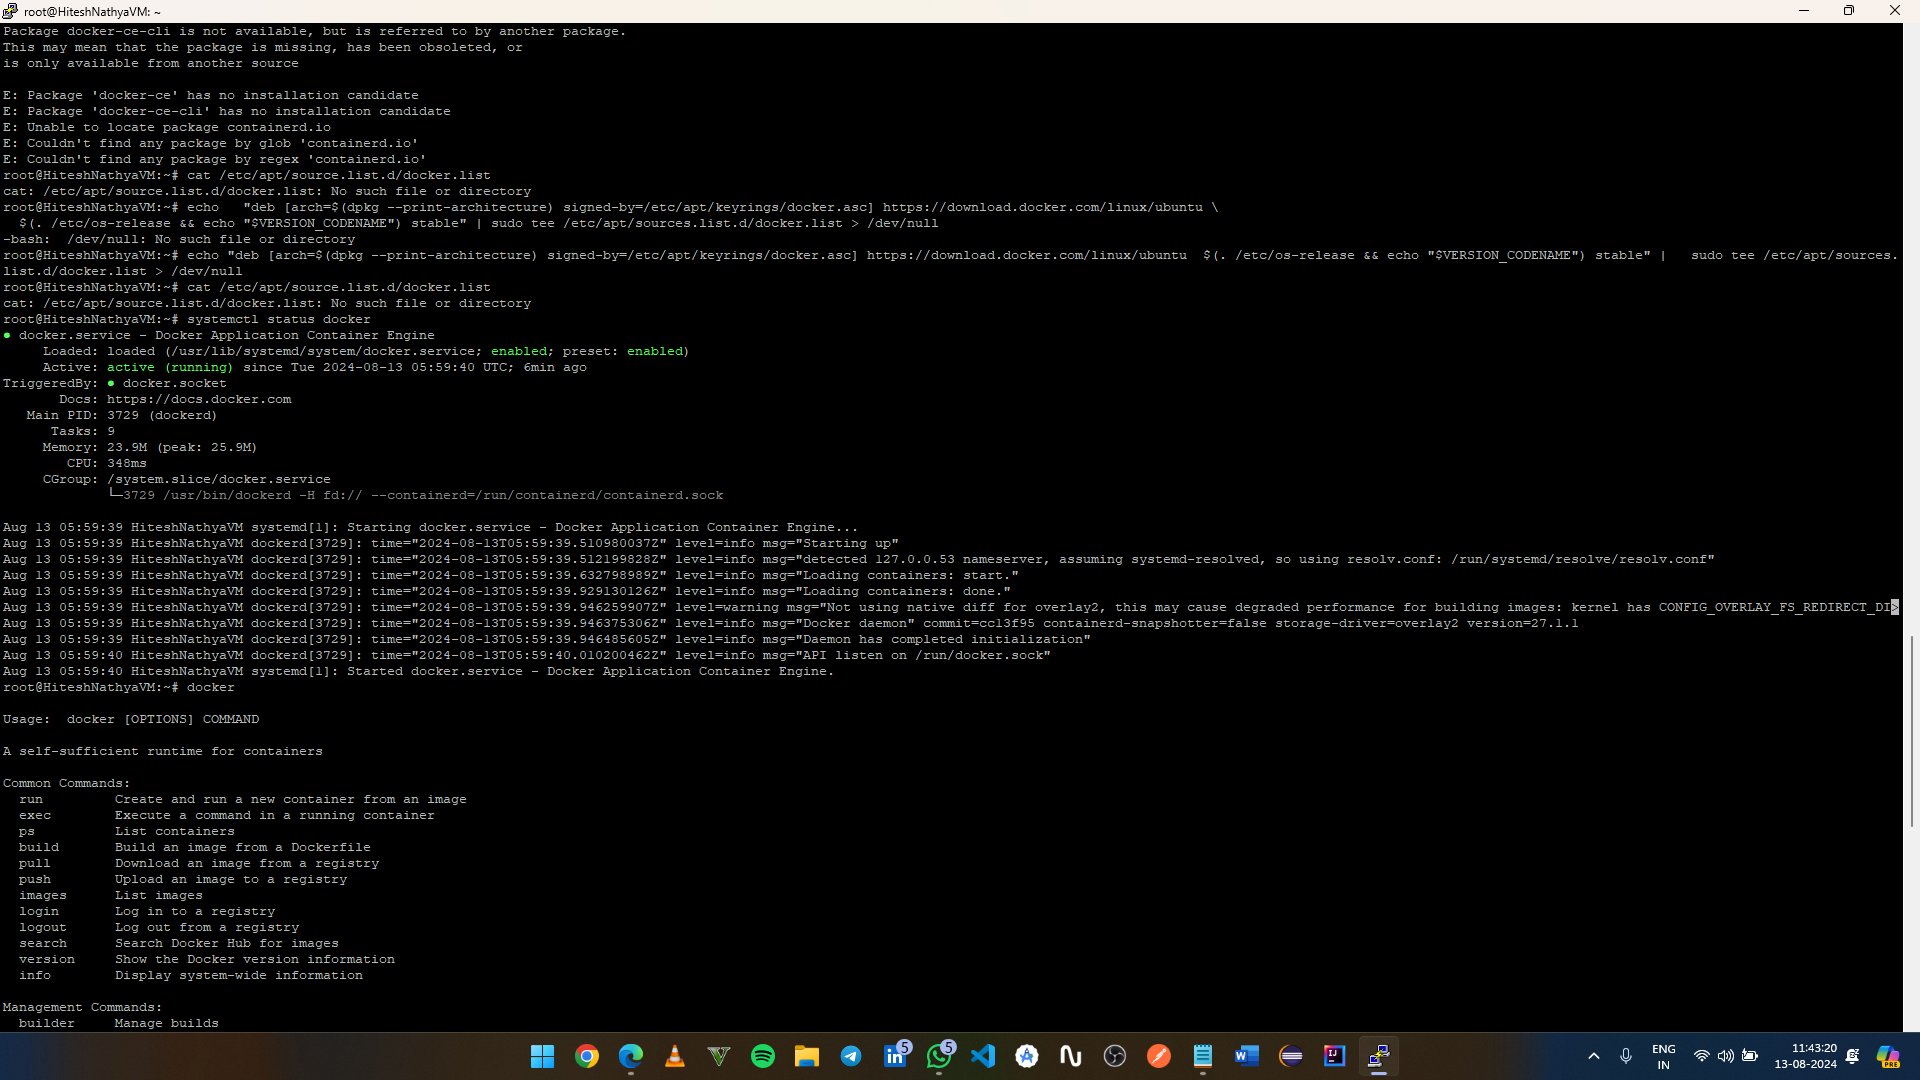 root@HiteshNathyaVM: ~
Package docker-ce-cli is not available, but is referred to by another package.
This may mean that the package is missing, has been obsoleted, or
is only available from another source

E: Package 'docker-ce' has no installation candidate
E: Package 'docker-ce-cli' has no installation candidate
E: Unable to locate package containerd.io
E: Couldn't find any package by glob 'containerd.io'
E: Couldn't find any package by regex 'containerd.io'
root@HiteshNathyaVM:~# cat /etc/apt/source.list.d/docker.list
cat: /etc/apt/source.list.d/docker.list: No such file or directory
root@HiteshNathyaVM:~# echo   "deb [arch=$(dpkg --print-architecture) signed-by=/etc/apt/keyrings/docker.asc] https://download.docker.com/linux/ubuntu \
  $(. /etc/os-release && echo "$VERSION_CODENAME") stable" | sudo tee /etc/apt/sources.list.d/docker.list > /dev/null
-bash:  /dev/null: No such file or directory
root@HiteshNathyaVM:~# echo "deb [arch=$(dpkg --print-architecture) signed-by=/etc/apt/keyrings/docker.asc] https://download.docker.com/linux/ubuntu  $(. /etc/os-release && echo "$VERSION_CODENAME") stable" |   sudo tee /etc/apt/sources.
list.d/docker.list > /dev/null
root@HiteshNathyaVM:~# cat /etc/apt/source.list.d/docker.list
cat: /etc/apt/source.list.d/docker.list: No such file or directory
root@HiteshNathyaVM:~# systemctl status docker
● docker.service - Docker Application Container Engine
     Loaded: loaded (/usr/lib/systemd/system/docker.service; enabled; preset: enabled)
     Active: active (running) since Tue 2024-08-13 05:59:40 UTC; 6min ago
TriggeredBy: ● docker.socket
       Docs: https://docs.docker.com
   Main PID: 3729 (dockerd)
      Tasks: 9
     Memory: 23.9M (peak: 25.9M)
        CPU: 348ms
     CGroup: /system.slice/docker.service
             └─3729 /usr/bin/dockerd -H fd:// --containerd=/run/containerd/containerd.sock

Aug 13 05:59:39 HiteshNathyaVM systemd[1]: Starting docker.service - Docker Application Container Engine...
Aug 13 05:59:39 HiteshNathyaVM dockerd[3729]: time="2024-08-13T05:59:39.510980037Z" level=info msg="Starting up"
Aug 13 05:59:39 HiteshNathyaVM dockerd[3729]: time="2024-08-13T05:59:39.512199828Z" level=info msg="detected 127.0.0.53 nameserver, assuming systemd-resolved, so using resolv.conf: /run/systemd/resolve/resolv.conf"
Aug 13 05:59:39 HiteshNathyaVM dockerd[3729]: time="2024-08-13T05:59:39.632798989Z" level=info msg="Loading containers: start."
Aug 13 05:59:39 HiteshNathyaVM dockerd[3729]: time="2024-08-13T05:59:39.929130126Z" level=info msg="Loading containers: done."
Aug 13 05:59:39 HiteshNathyaVM dockerd[3729]: time="2024-08-13T05:59:39.946259907Z" level=warning msg="Not using native diff for overlay2, this may cause degraded performance for building images: kernel has CONFIG_OVERLAY_FS_REDIRECT_DI>
Aug 13 05:59:39 HiteshNathyaVM dockerd[3729]: time="2024-08-13T05:59:39.946375306Z" level=info msg="Docker daemon" commit=cc13f95 containerd-snapshotter=false storage-driver=overlay2 version=27.1.1
Aug 13 05:59:39 HiteshNathyaVM dockerd[3729]: time="2024-08-13T05:59:39.946485605Z" level=info msg="Daemon has completed initialization"
Aug 13 05:59:40 HiteshNathyaVM dockerd[3729]: time="2024-08-13T05:59:40.010200462Z" level=info msg="API listen on /run/docker.sock"
Aug 13 05:59:40 HiteshNathyaVM systemd[1]: Started docker.service - Docker Application Container Engine.
root@HiteshNathyaVM:~# docker

Usage:  docker [OPTIONS] COMMAND

A self-sufficient runtime for containers

Common Commands:
  run         Create and run a new container from an image
  exec        Execute a command in a running container
  ps          List containers
  build       Build an image from a Dockerfile
  pull        Download an image from a registry
  push        Upload an image to a registry
  images      List images
  login       Log in to a registry
  logout      Log out from a registry
  search      Search Docker Hub for images
  version     Show the Docker version information
  info        Display system-wide information

Management Commands:
  builder     Manage builds
5
5
ENG
IN
11:43:20
13-08-2024
PRE